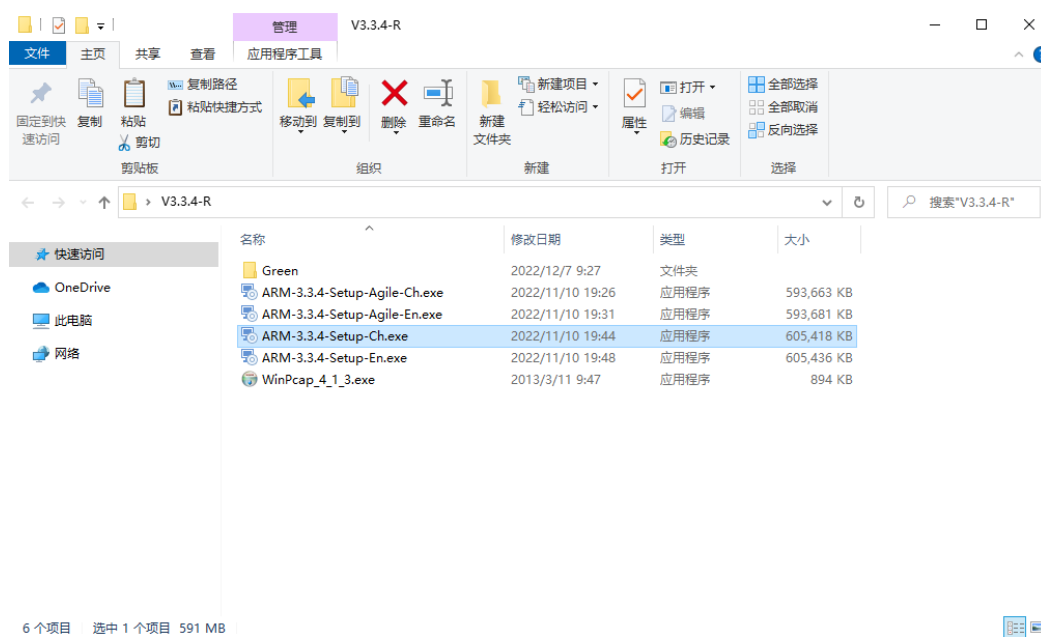 管理
V3.3.4-R
文件
主页
共享
查看
应用程序工具
固定到快速访问
复制
粘贴
复制路径
粘贴快捷方式
剪切
剪贴板
移动到
复制到
删除
重命名
组织
新建
文件夹
新建项目
轻松访问
新建
属性
打开
编辑
历史记录
打开
全部选择
全部取消
反向选择
选择
V3.3.4-R
搜索"V3.3.4-R"
快速访问
OneDrive
此电脑
网络
名称 修改日期 类型 大小
Green 2022/12/7 9:27 文件夹
ARM-3.3.4-Setup-Agile-Ch.exe 2022/11/10 19:26 应用程序 593,663 KB
ARM-3.3.4-Setup-Agile-En.exe 2022/11/10 19:31 应用程序 593,681 KB
ARM-3.3.4-Setup-Ch.exe 2022/11/10 19:44 应用程序 605,418 KB
ARM-3.3.4-Setup-En.exe 2022/11/10 19:48 应用程序 605,436 KB
WinPcap_4_1_3.exe 2013/3/11 9:47 应用程序 894 KB
6 个项目 选中 1 个项目 591 MB